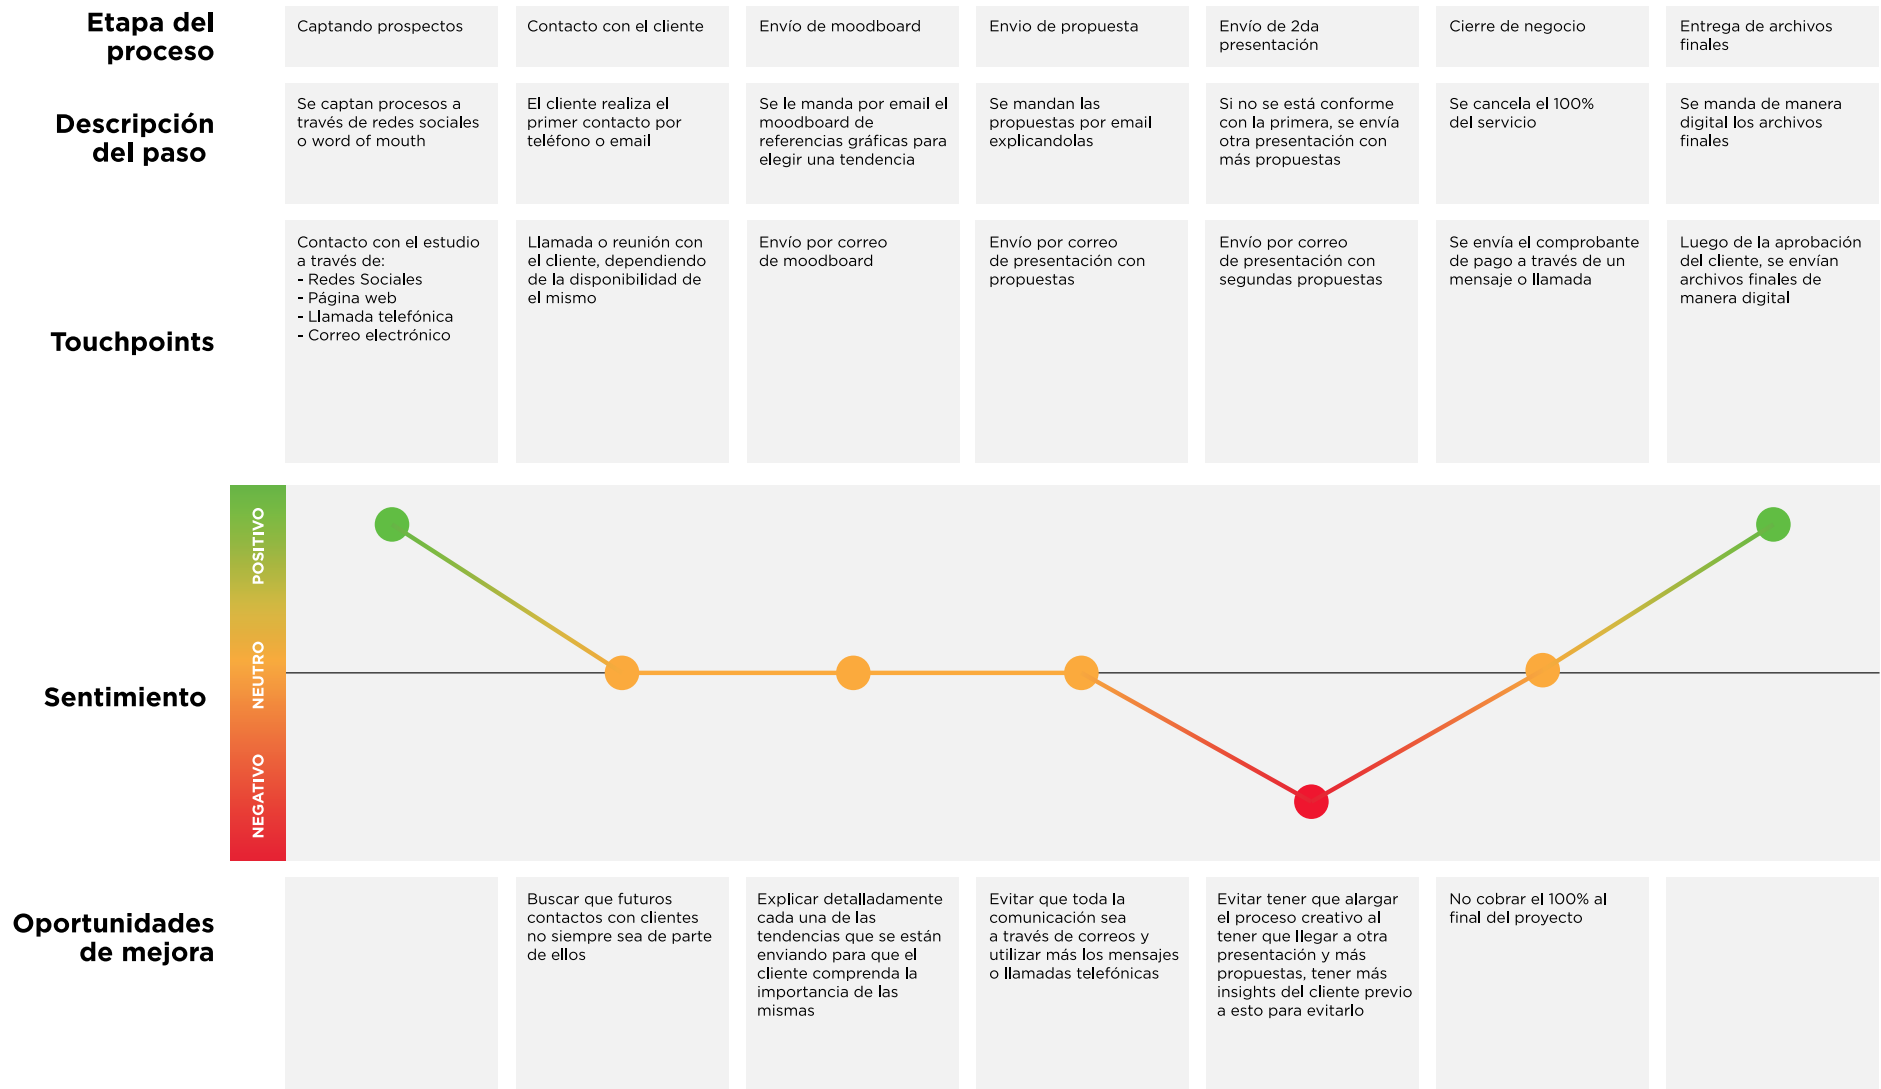 Etapa del
proceso
Captando prospectos
Contacto con el cliente
Envío de moodboard
Envio de propuesta
Envío de 2da
presentación
Cierre de negocio
Entrega de archivos
finales
Descripción
del paso
Se captan procesos a
través de redes sociales
o word of mouth
El cliente realiza el
primer contacto por
teléfono o email
Se le manda por email el
moodboard de
referencias gráficas para
elegir una tendencia
Se mandan las
propuestas por email
explicandolas
Si no se está conforme
con la primera, se envía
otra presentación con
más propuestas
Se cancela el 100%
del servicio
Se manda de manera
digital los archivos
finales
Touchpoints
Contacto con el estudio
a través de:
- Redes Sociales
- Página web
- Llamada telefónica
- Correo electrónico
Llamada o reunión con
el cliente, dependiendo
de la disponibilidad de
el mismo
Envío por correo
de moodboard
Envío por correo
de presentación con
propuestas
Envío por correo
de presentación con
segundas propuestas
Se envía el comprobante
de pago a través de un
mensaje o llamada
Luego de la aprobación
del cliente, se envían
archivos finales de
manera digital
Sentimiento
POSITIVO
NEUTRO
NEGATIVO
Oportunidades
de mejora
Buscar que futuros
contactos con clientes
no siempre sea de parte
de ellos
Explicar detalladamente
cada una de las
tendencias que se están
enviando para que el
cliente comprenda la
importancia de las
mismas
Evitar que toda la
comunicación sea
a través de correos y
utilizar más los mensajes
o llamadas telefónicas
Evitar tener que alargar
el proceso creativo al
tener que llegar a otra
presentación y más
propuestas, tener más
insights del cliente previo
a esto para evitarlo
No cobrar el 100% al
final del proyecto